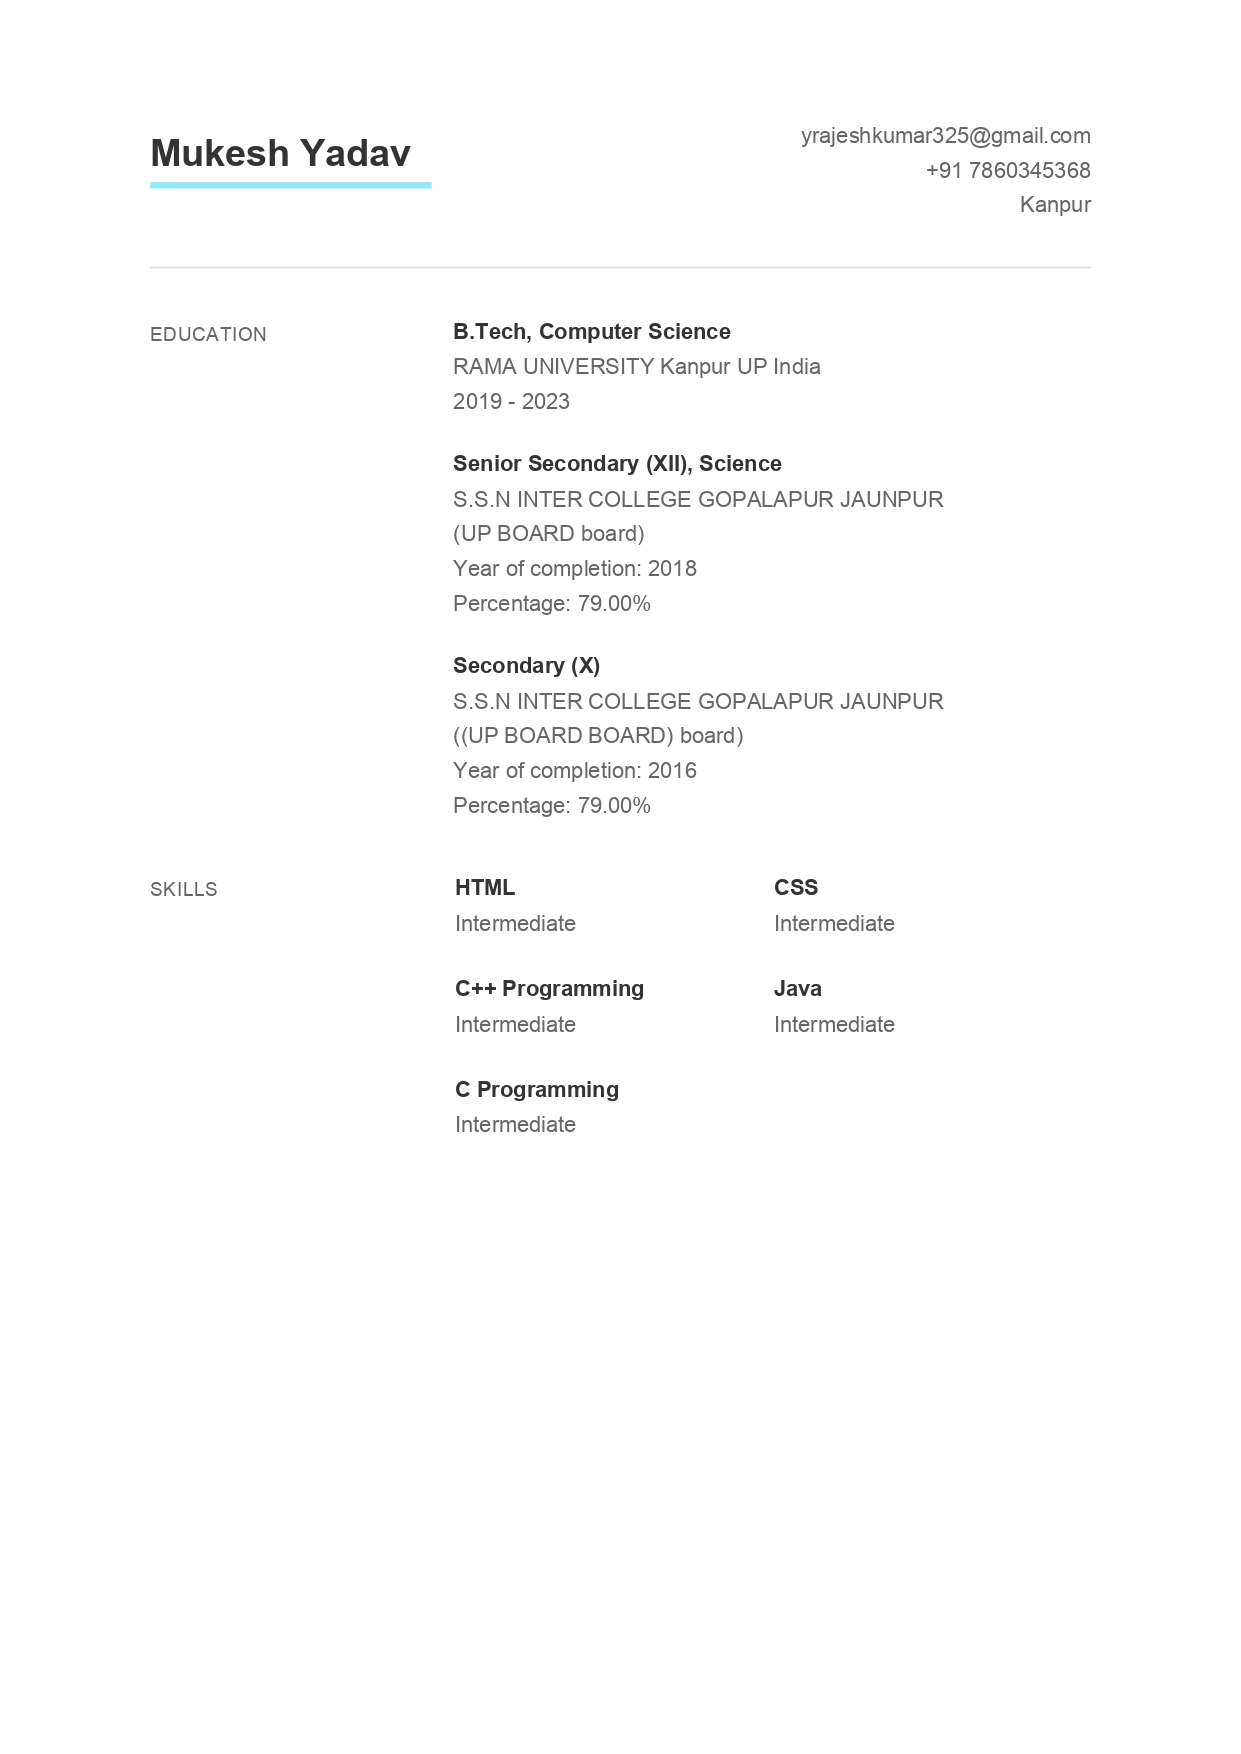 Mukesh Yadav
yrajeshkumar325@gmail.com
+91 7860345368
Kanpur
EDUCATION
B.Tech, Computer Science
RAMA UNIVERSITY Kanpur UP India
2019 - 2023
Senior Secondary (XII), Science
S.S.N INTER COLLEGE GOPALAPUR JAUNPUR
(UP BOARD board)
Year of completion: 2018
Percentage: 79.00%
Secondary (X)
S.S.N INTER COLLEGE GOPALAPUR JAUNPUR
((UP BOARD BOARD) board)
Year of completion: 2016
Percentage: 79.00%
SKILLS
HTML
Intermediate
CSS
Intermediate
C++ Programming
Intermediate
Java
Intermediate
C Programming
Intermediate